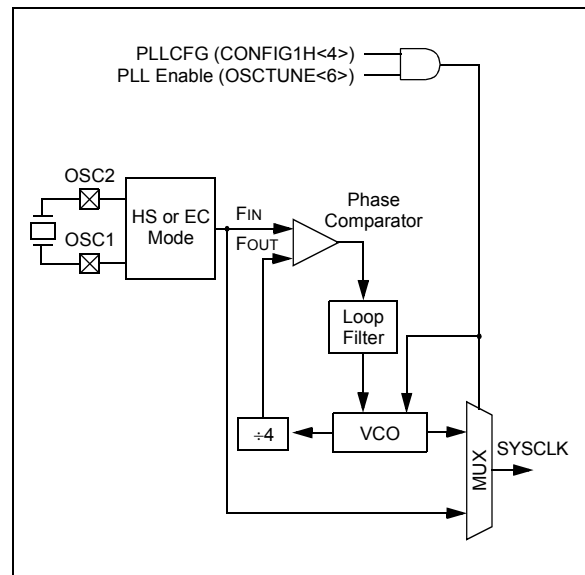 PLLCFG (CONFIG1H<4>)
PLL Enable (OSCTUNE<6>)
OSC2
OSC1
HS or EC
Mode
FIN
FOUT
Phase
Comparator
Loop
Filter
÷4
VCO
MUX
SYSCLK